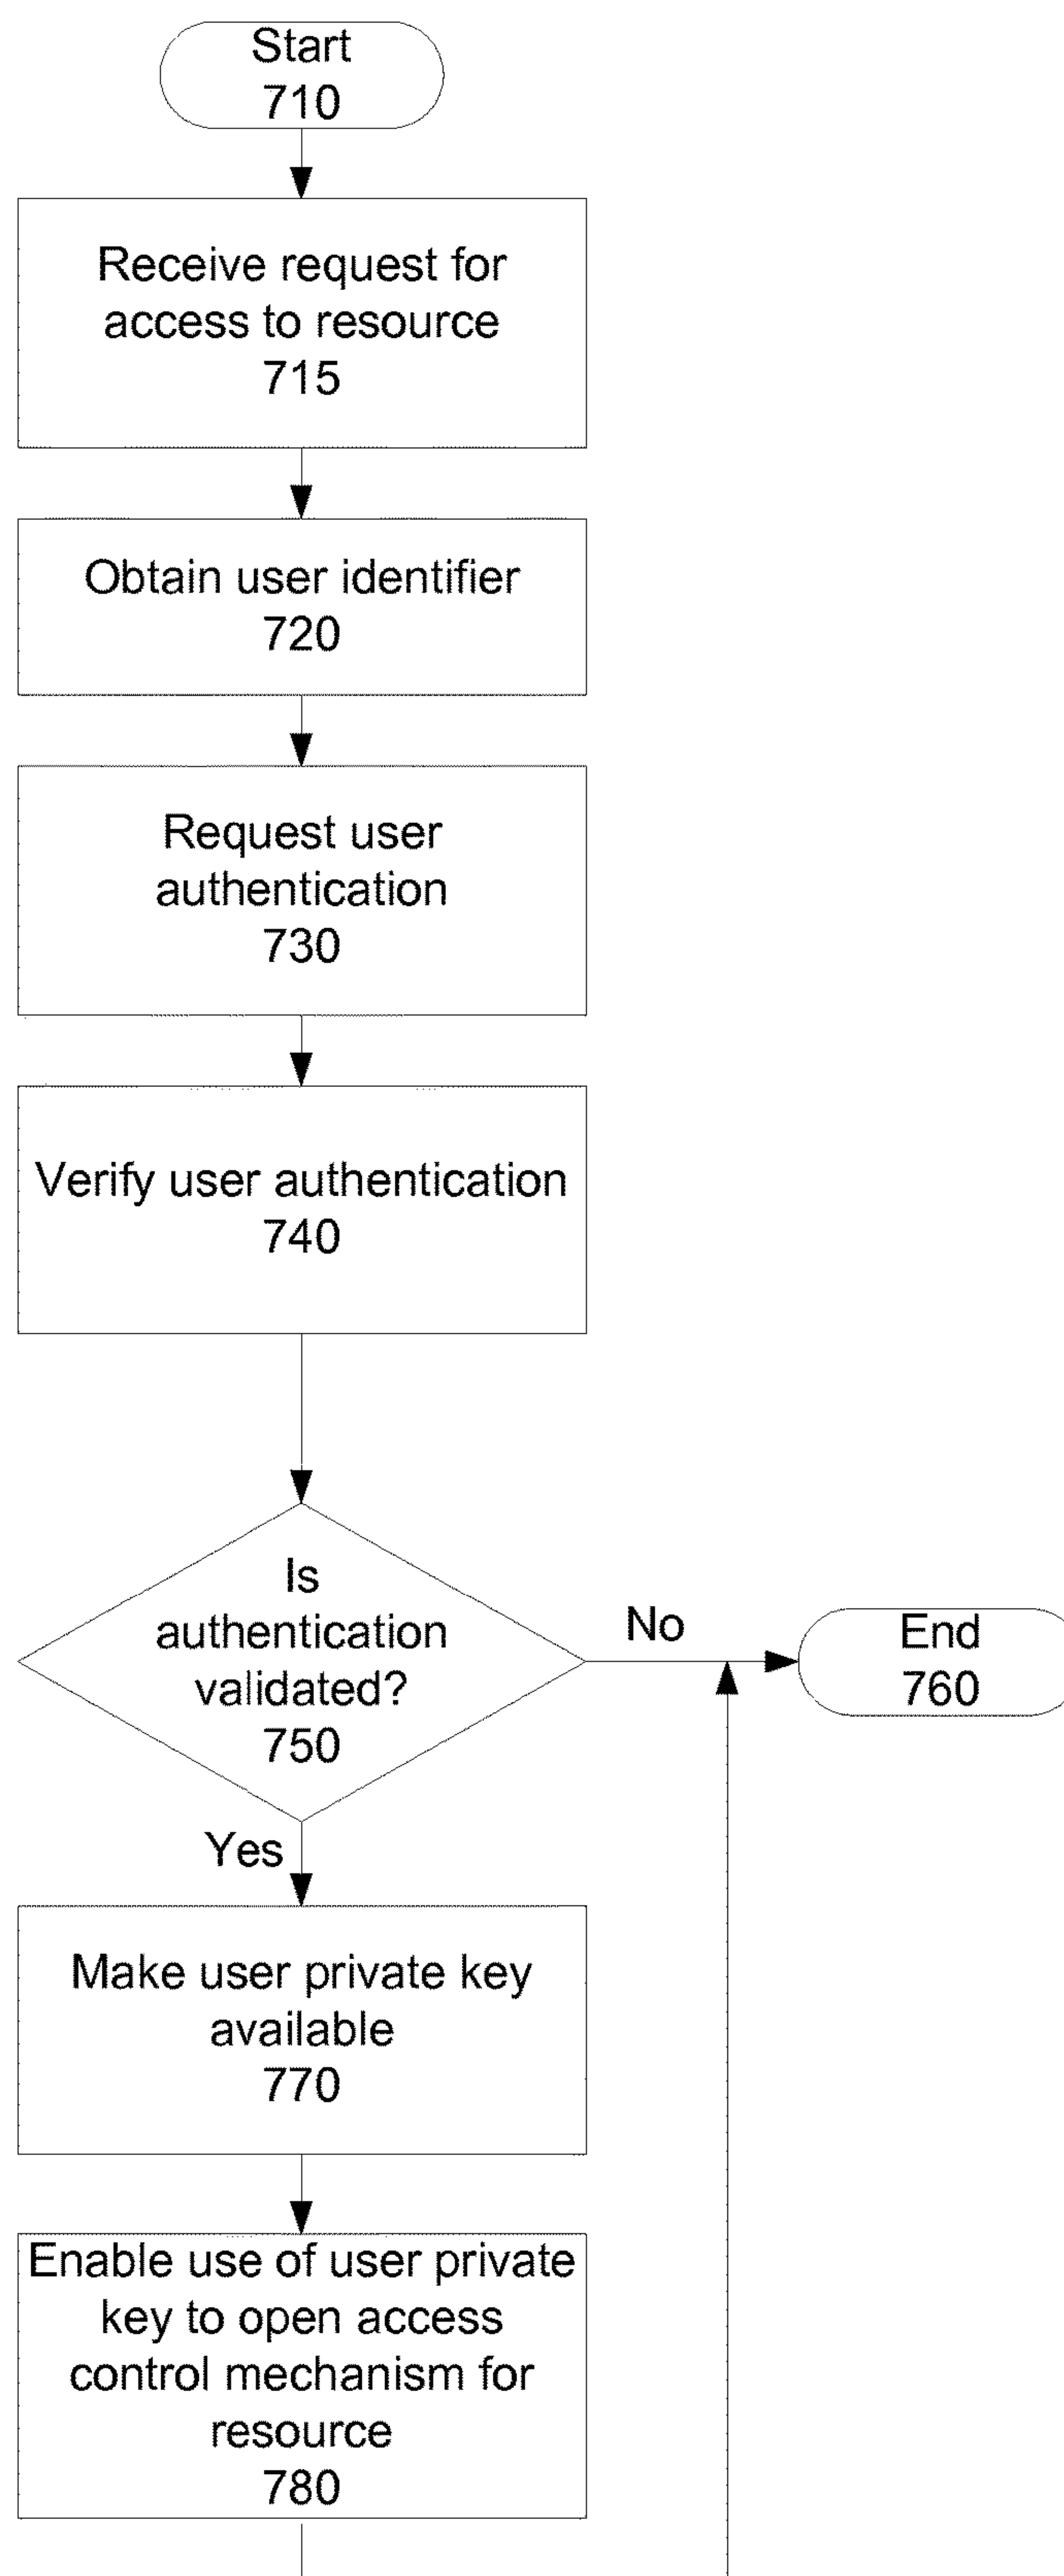 Start
710
Receive request for
access to resource
715
Obtain user identifier
720
Request user
authentication
730
Verify user authentication
740
Is
authentication
validated?
750
No
End
760
Yes
Make user private key
available
770
Enable use of user private
key to open access
control mechanism for
resource
780